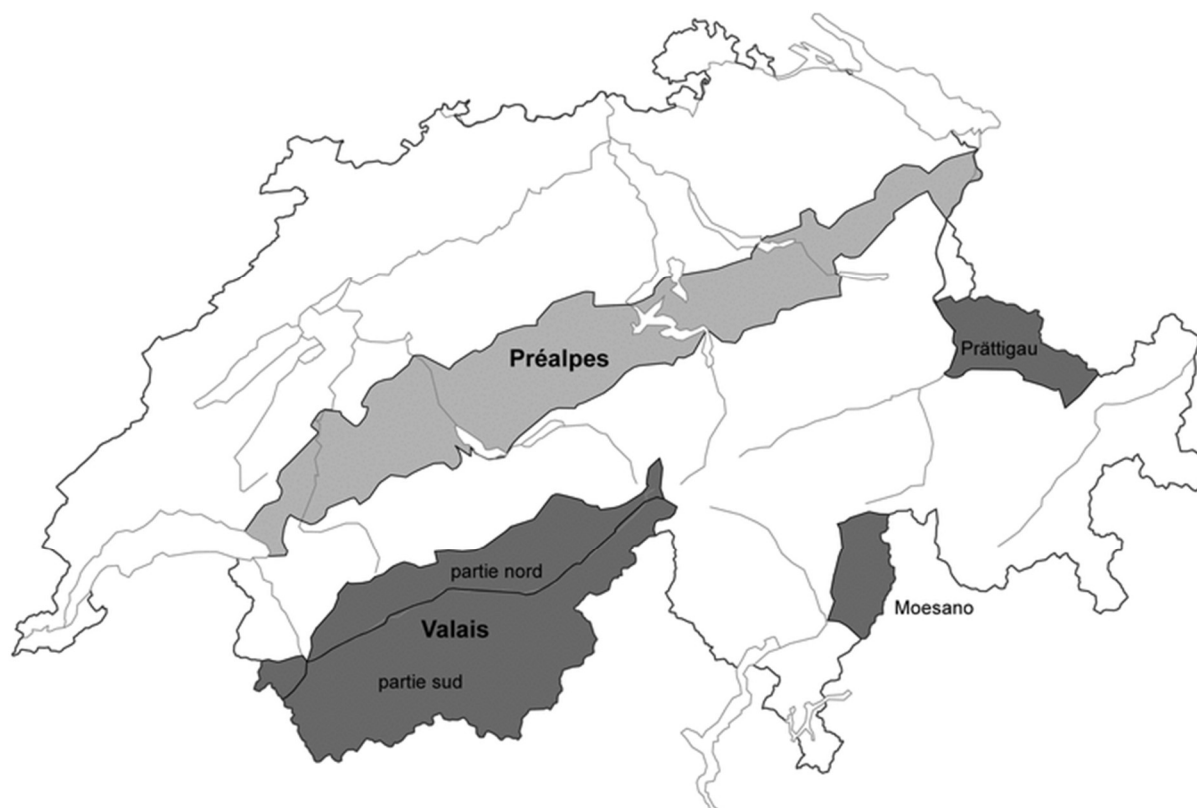 Préalpes
Prättigau
partie nord
Moesano
Valais
partie sud